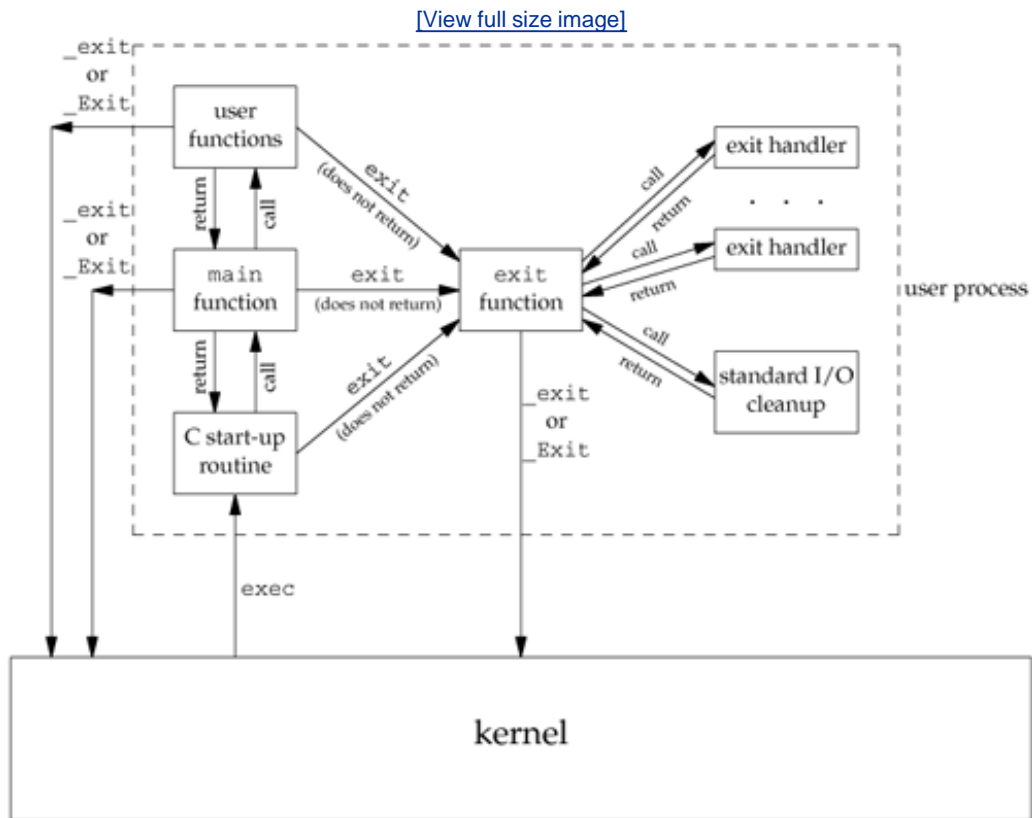 [View full size image]
_exit
or
_Exit
user
functions
exit
(does not return)
call
return
exit handler
. . .
return
call
_exit
or
_Exit
main
function
exit
(does not return)
exit
function
call
return
exit handler
user process
return
call
exit
(does not return)
call
return
standard I/O
cleanup
C start-up
routine
_exit
or
_Exit
exec
kernel